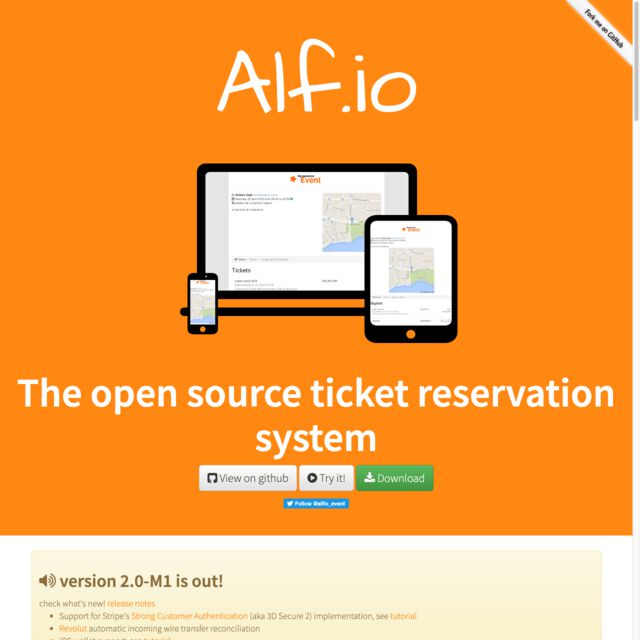 Fork me on GitHub
Alf.io
Event
Tickets
The open source ticket reservation
system
View on github
Try it!
Download
Follow @alfio_event
version 2.0-M1 is out!
check what's new! release notes
Support for Stripe's Strong Customer Authentication (aka 3D Secure 2) implementation, see tutorial
Revolut automatic incoming wire transfer reconciliation